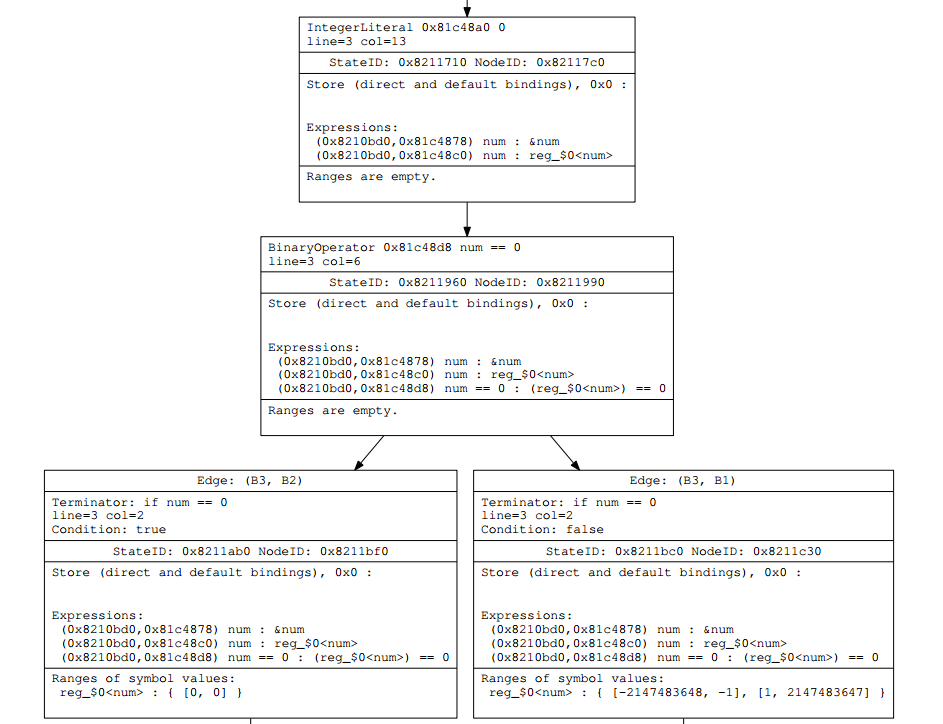 IntegerLiteral 0x81c48a0 0
line=3 col=13
StateID: 0x8211710 NodeID: 0x82117c0
Store (direct and default bindings), 0x0 :
Expressions:
(0x8210bd0,0x81c4878) num : &num
(0x8210bd0,0x81c48c0) num : reg_$0<num>
Ranges are empty.
BinaryOperator 0x81c48d8 num == 0
line=3 col=6
StateID: 0x8211960 NodeID: 0x8211990
Store (direct and default bindings), 0x0 :
Expressions:
(0x8210bd0,0x81c4878) num : &num
(0x8210bd0,0x81c48c0) num : reg_$0<num>
(0x8210bd0,0x81c48d8) num == 0 : (reg_$0<num>) == 0
Ranges are empty.
Edge: (B3, B2)
Terminator: if num == 0
line=3 col=2
Condition: true
StateID: 0x8211ab0 NodeID: 0x8211bf0
Store (direct and default bindings), 0x0 :
Expressions:
(0x8210bd0,0x81c4878) num : &num
(0x8210bd0,0x81c48c0) num : reg_$0<num>
(0x8210bd0,0x81c48d8) num == 0 : (reg_$0<num>) == 0
Ranges of symbol values:
reg_$0<num> : { [0, 0] }
Edge: (B3, B1)
Terminator: if num == 0
line=3 col=2
Condition: false
StateID: 0x8211bc0 NodeID: 0x8211c30
Store (direct and default bindings), 0x0 :
Expressions:
(0x8210bd0,0x81c4878) num : &num
(0x8210bd0,0x81c48c0) num : reg_$0<num>
(0x8210bd0,0x81c48d8) num == 0 : (reg_$0<num>) == 0
Ranges of symbol values:
reg_$0<num> : { [-2147483648, -1], [1, 2147483647] }